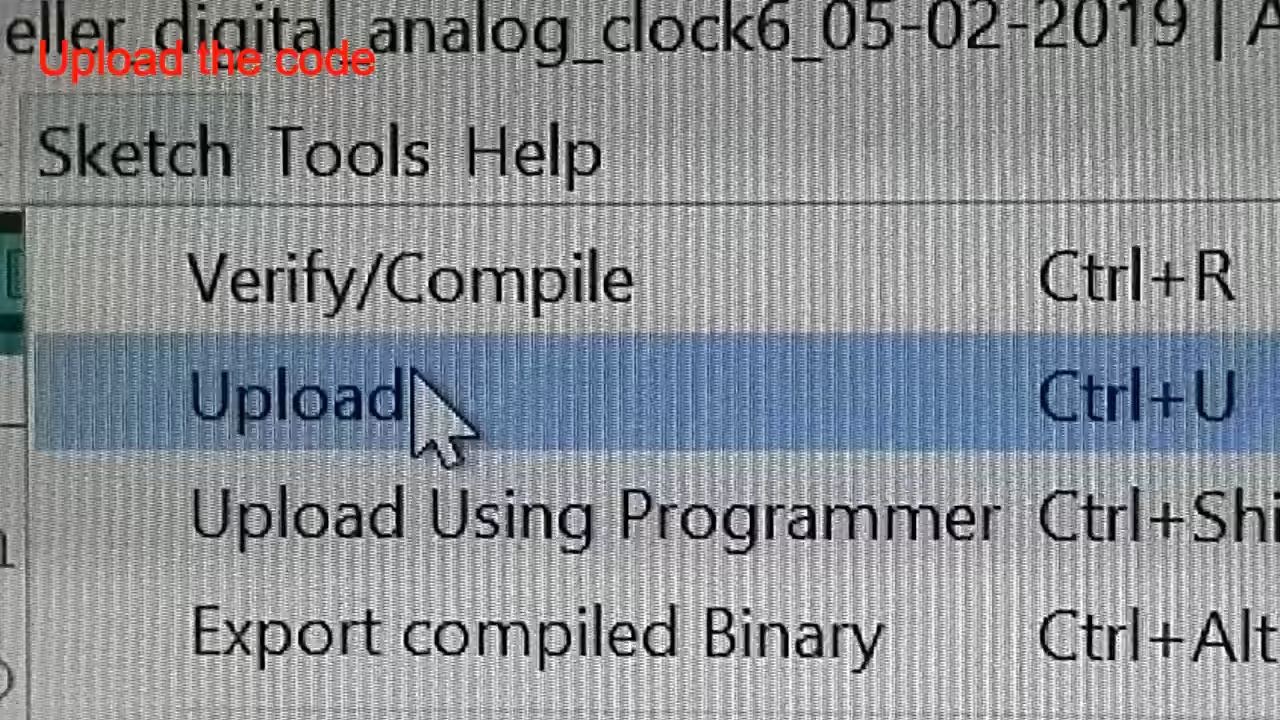 eller_digital_analog_clock6_05-02-2019 | A
Upload the code
Sketch Tools Help
Verify/Compile Ctrl+R
Upload Ctrl+U
Upload Using Programmer Ctrl+Shi
Export compiled Binary Ctrl+Alt